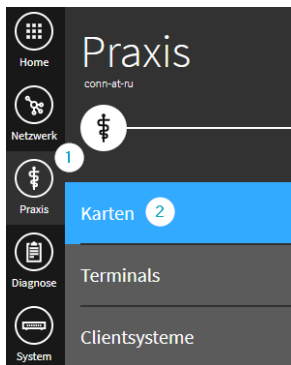 Home
Netzwerk
1
Praxis
Diagnose
System
Praxis
conn-at-ru
Karten 2
Terminals
Clientsysteme